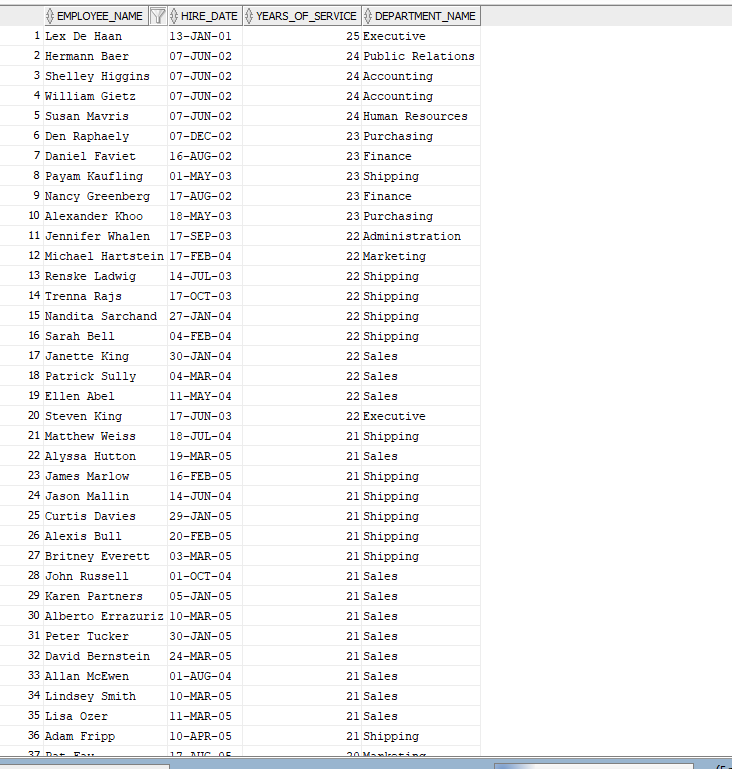 EMPLOYEE_NAME HIRE_DATE YEARS_OF_SERVICE DEPARTMENT_NAME
1 Lex De Haan 13-JAN-01 25 Executive
2 Hermann Baer 07-JUN-02 24 Public Relations
3 Shelley Higgins 07-JUN-02 24 Accounting
4 William Gietz 07-JUN-02 24 Accounting
5 Susan Mavris 07-JUN-02 24 Human Resources
6 Den Raphaely 07-DEC-02 23 Purchasing
7 Daniel Faviet 16-AUG-02 23 Finance
8 Payam Kaufling 01-MAY-03 23 Shipping
9 Nancy Greenberg 17-AUG-02 23 Finance
10 Alexander Khoo 18-MAY-03 23 Purchasing
11 Jennifer Whalen 17-SEP-03 22 Administration
12 Michael Hartstein 17-FEB-04 22 Marketing
13 Renske Ladwig 14-JUL-03 22 Shipping
14 Trenna Rajs 17-OCT-03 22 Shipping
15 Nandita Sarchand 27-JAN-04 22 Shipping
16 Sarah Bell 04-FEB-04 22 Shipping
17 Janette King 30-JAN-04 22 Sales
18 Patrick Sully 04-MAR-04 22 Sales
19 Ellen Abel 11-MAY-04 22 Sales
20 Steven King 17-JUN-03 22 Executive
21 Matthew Weiss 18-JUL-04 21 Shipping
22 Alyssa Hutton 19-MAR-05 21 Sales
23 James Marlow 16-FEB-05 21 Shipping
24 Jason Mallin 14-JUN-04 21 Shipping
25 Curtis Davies 29-JAN-05 21 Shipping
26 Alexis Bull 20-FEB-05 21 Shipping
27 Britney Everett 03-MAR-05 21 Shipping
28 John Russell 01-OCT-04 21 Sales
29 Karen Partners 05-JAN-05 21 Sales
30 Alberto Errazuriz 10-MAR-05 21 Sales
31 Peter Tucker 30-JAN-05 21 Sales
32 David Bernstein 24-MAR-05 21 Sales
33 Allan McEwen 01-AUG-04 21 Sales
34 Lindsey Smith 10-MAR-05 21 Sales
35 Lisa Ozer 11-MAR-05 21 Sales
36 Adam Fripp 10-APR-05 21 Shipping
37 Pat Fay 17-AUG-05 20 Marketing